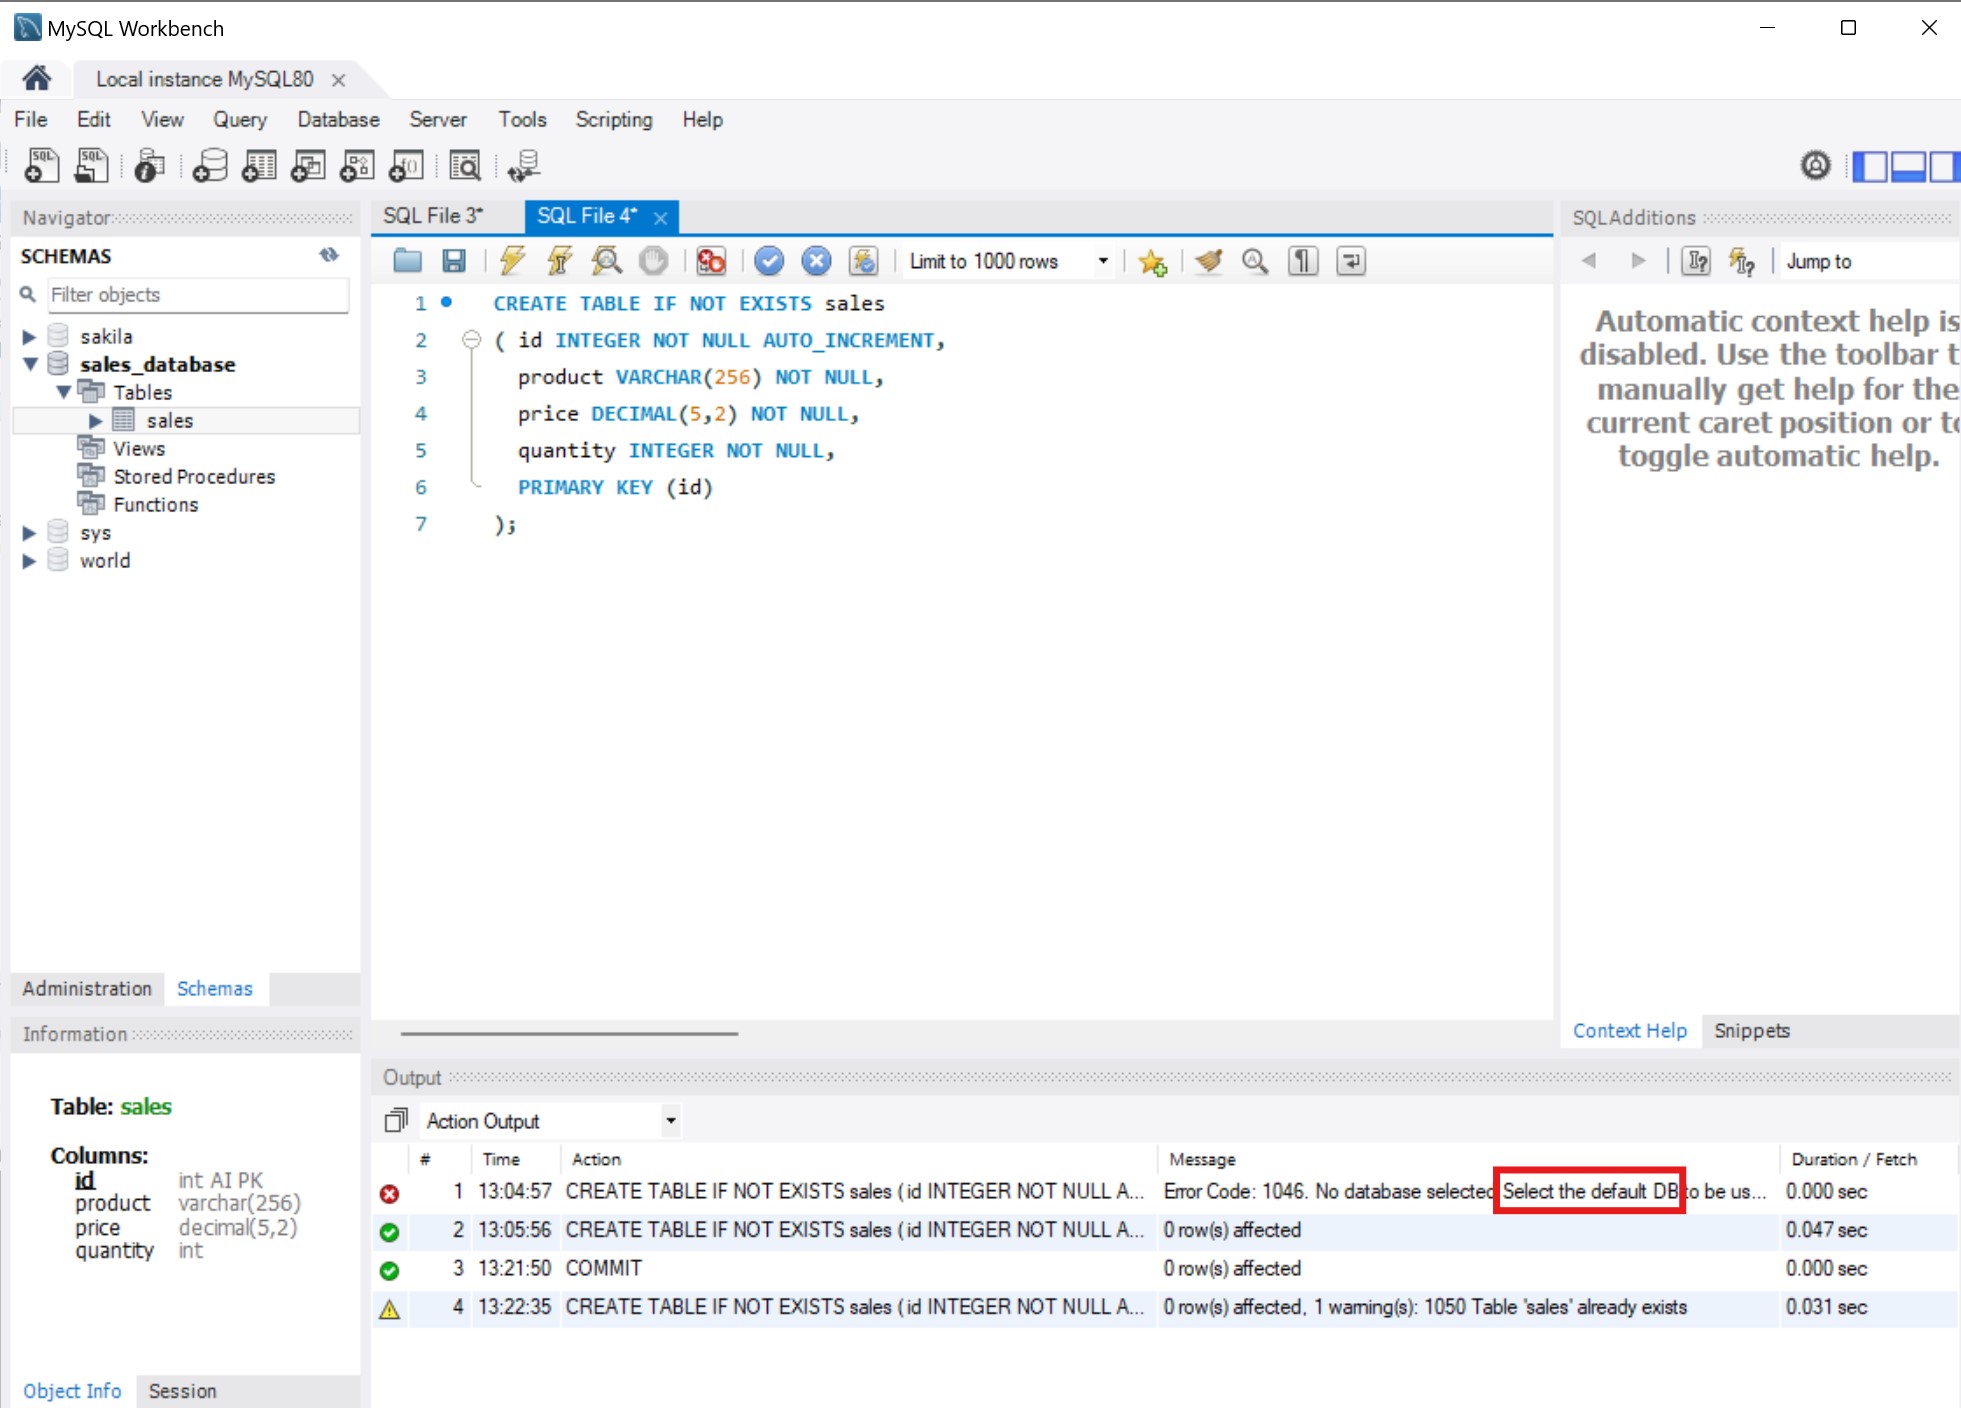 MySQL Workbench
Local instance MySQL80
File Edit View Query Database Server Tools Scripting Help
Navigator
SCHEMAS
Filter objects
sakila
sales_database
Tables
sales
Views
Stored Procedures
Functions
sys
world
Administration Schemas
Information
Table: sales
Columns:
id int AI PK
product varchar(256)
price decimal(5,2)
quantity int
Object Info Session
SQL File 3* SQL File 4*
Limit to 1000 rows
1 CREATE TABLE IF NOT EXISTS sales
2 ( id INTEGER NOT NULL AUTO_INCREMENT,
3 product VARCHAR(256) NOT NULL,
4 price DECIMAL(5,2) NOT NULL,
5 quantity INTEGER NOT NULL,
6 PRIMARY KEY (id)
7 );
SQLAdditions
Jump to
Automatic context help is
disabled. Use the toolbar t
manually get help for the
current caret position or to
toggle automatic help.
Context Help Snippets
Output
Action Output
# Time Action Message Duration / Fetch
1 13:04:57 CREATE TABLE IF NOT EXISTS sales ( id INTEGER NOT NULL A... Error Code: 1046. No database selected Select the default DB to be us... 0.000 sec
2 13:05:56 CREATE TABLE IF NOT EXISTS sales ( id INTEGER NOT NULL A... 0 row(s) affected 0.047 sec
3 13:21:50 COMMIT 0 row(s) affected 0.000 sec
4 13:22:35 CREATE TABLE IF NOT EXISTS sales ( id INTEGER NOT NULL A... 0 row(s) affected, 1 warning(s): 1050 Table 'sales' already exists 0.031 sec